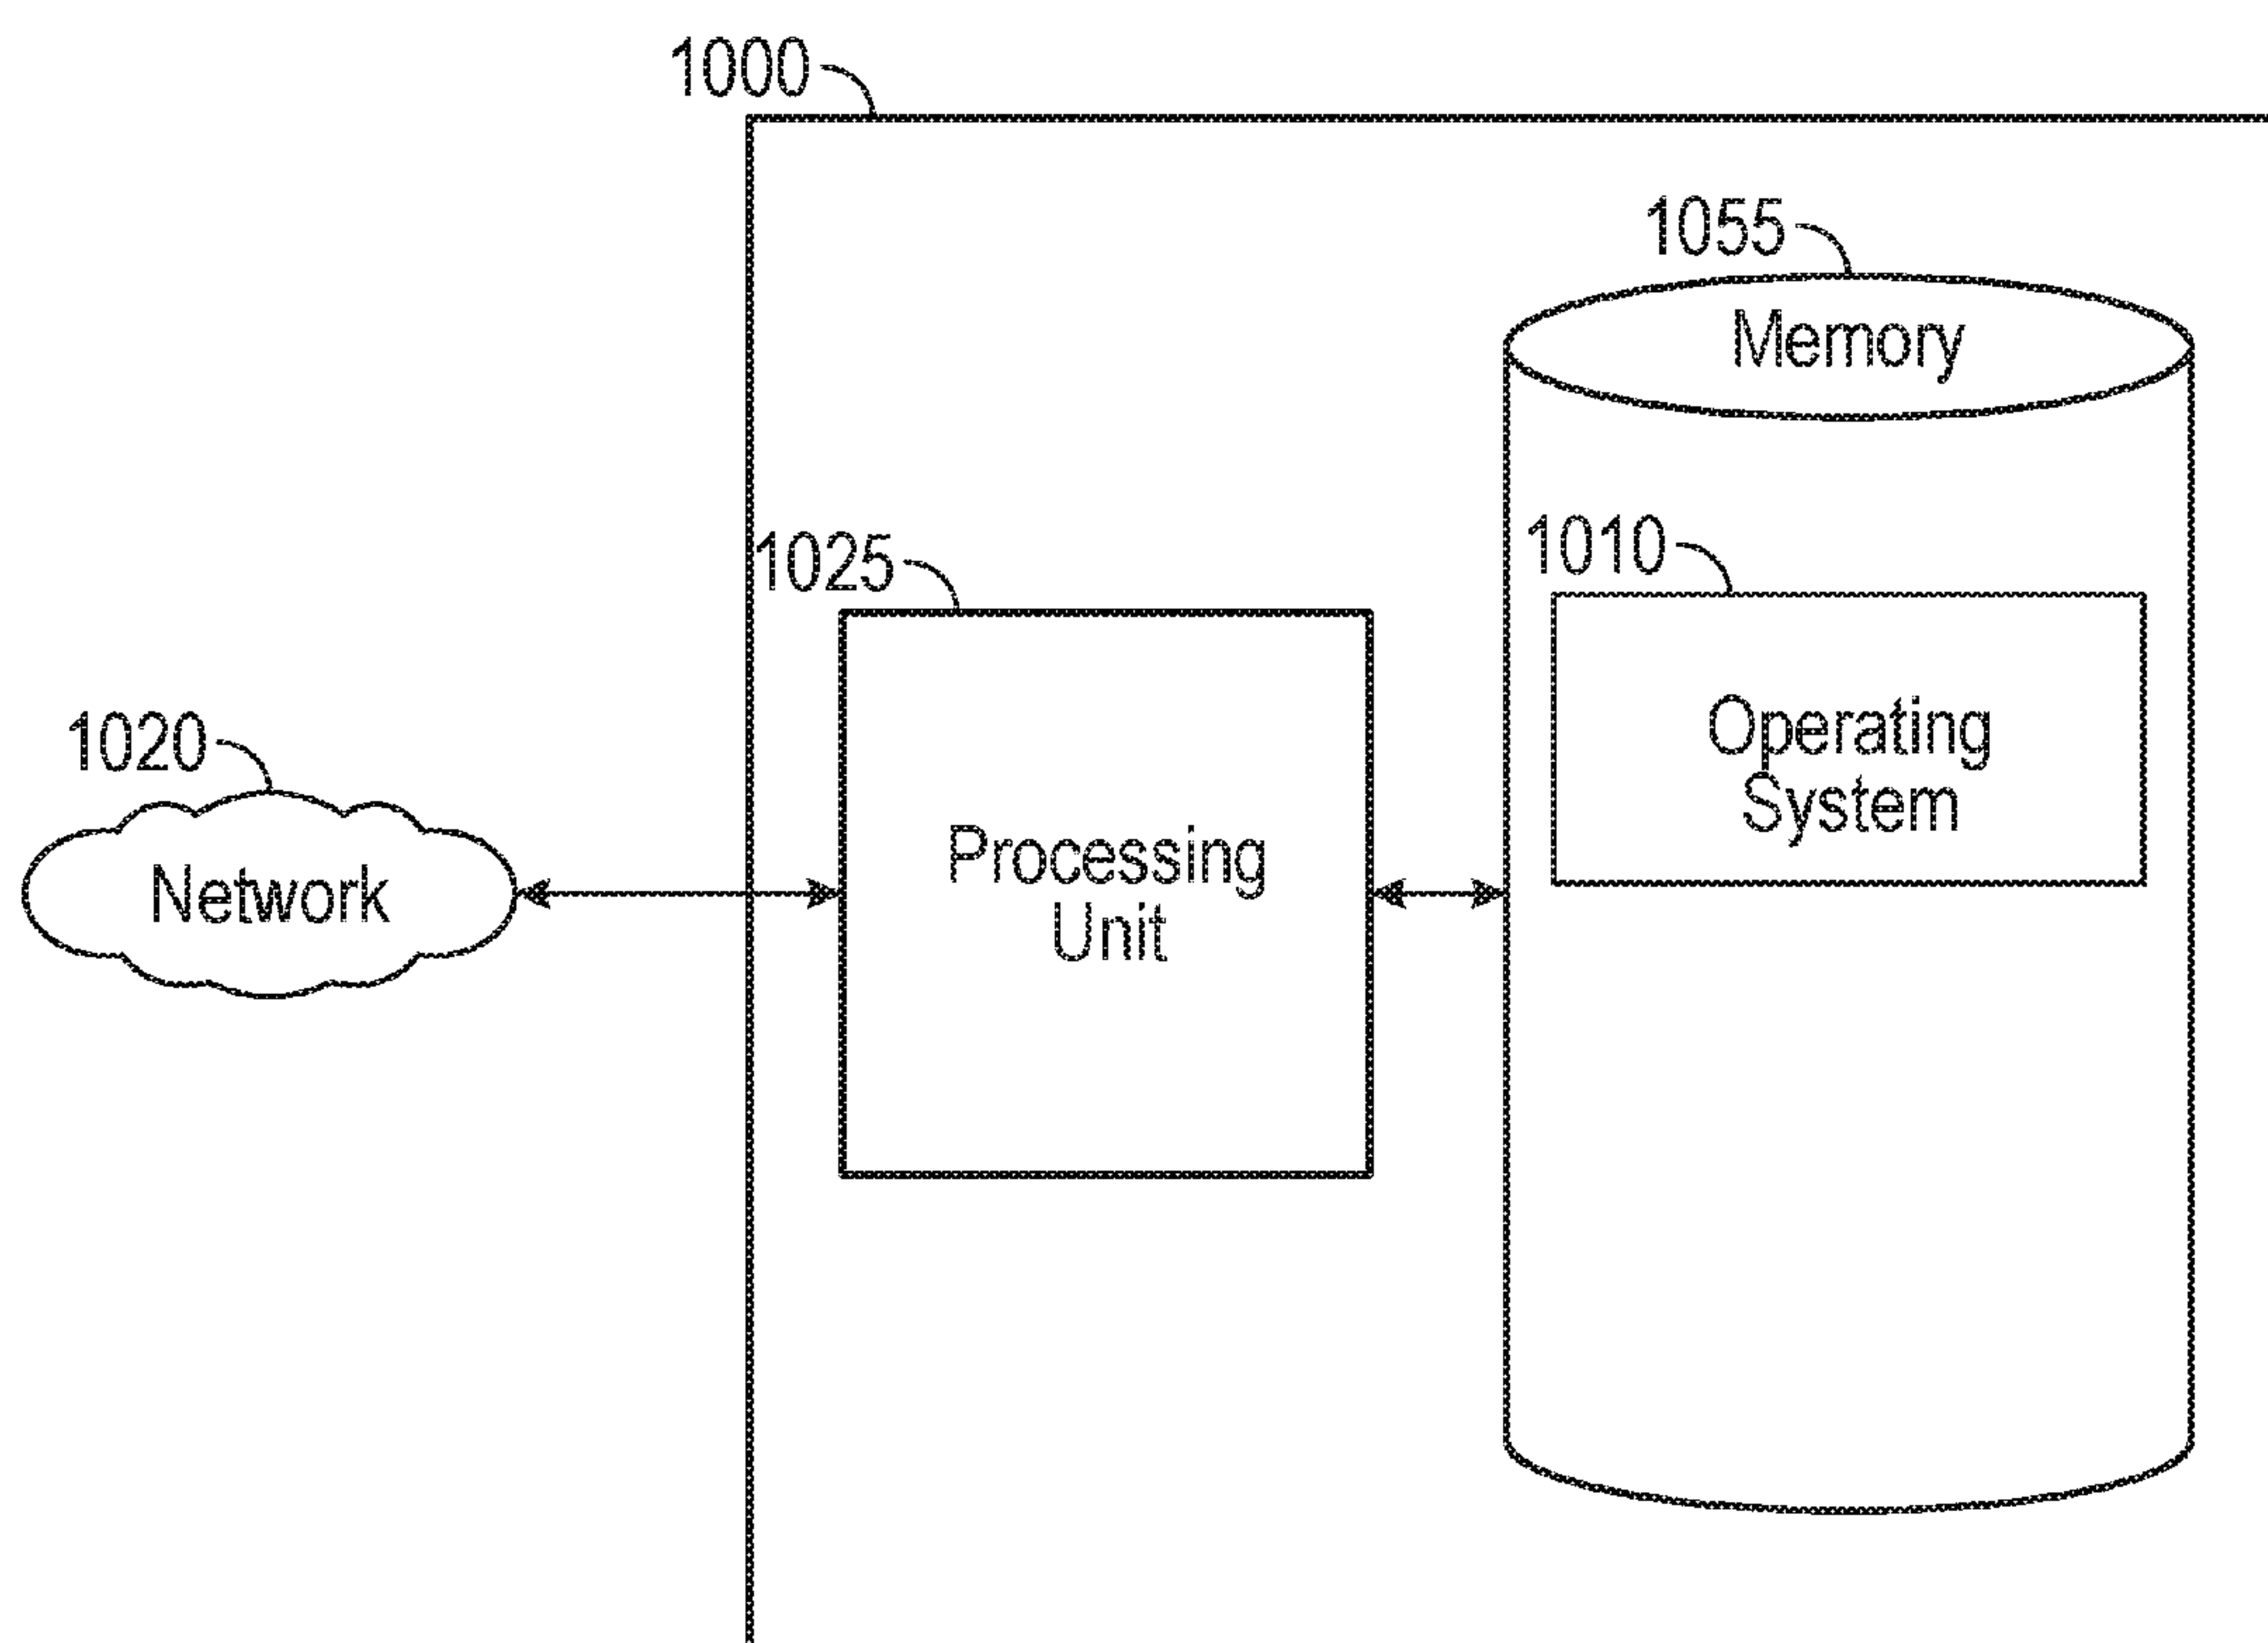 1000
1055
Memory
1025
1010
1020
Operating
System
Processing
Unit
Network